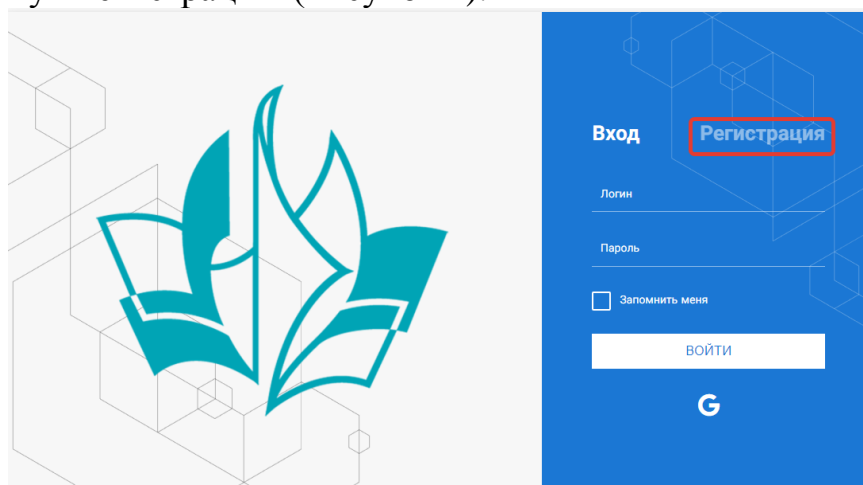 Вход Регистрация
Логин
Пароль
Запомнить меня
ВОЙТИ
G